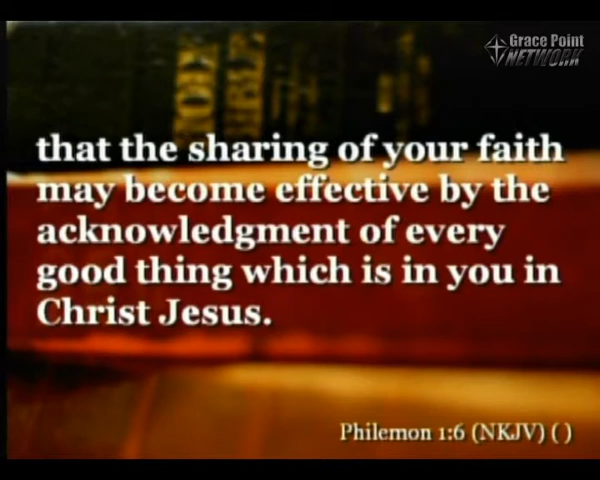 Grace Point
NETWORK
that the sharing of your faith
may become effective by the
acknowledgment of every
good thing which is in you in
Christ Jesus.
Philemon 1:6 (NKJV) ( )